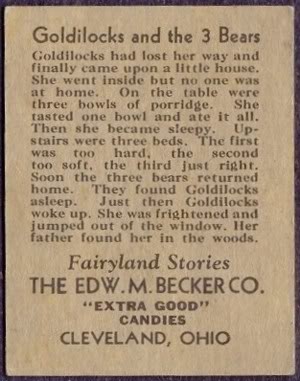 Goldilocks and the 3 Bears
Goldilocks had lost her way and
finally came upon a little house.
She went inside but no one was
at home. On the table were
three bowls of porridge. She
tasted one bowl and ate it all.
Then she became sleepy. Up-
stairs were three beds. The first
was too hard, the second
too soft, the third just right.
Soon the three bears returned
home. They found Goldilocks
asleep. Just then Goldilocks
woke up. She was frightened and
jumped out of the window. Her
father found her in the woods.
Fairyland Stories
THE EDW. M. BECKER CO.
"EXTRA GOOD"
CANDIES
CLEVELAND, OHIO